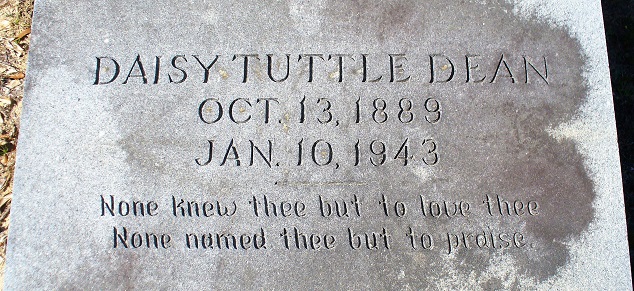 DAISY TUTTLE DEAN
OCT. 13, 1889
JAN. 10, 1943
None knew thee but to love thee
None named thee but to praise.